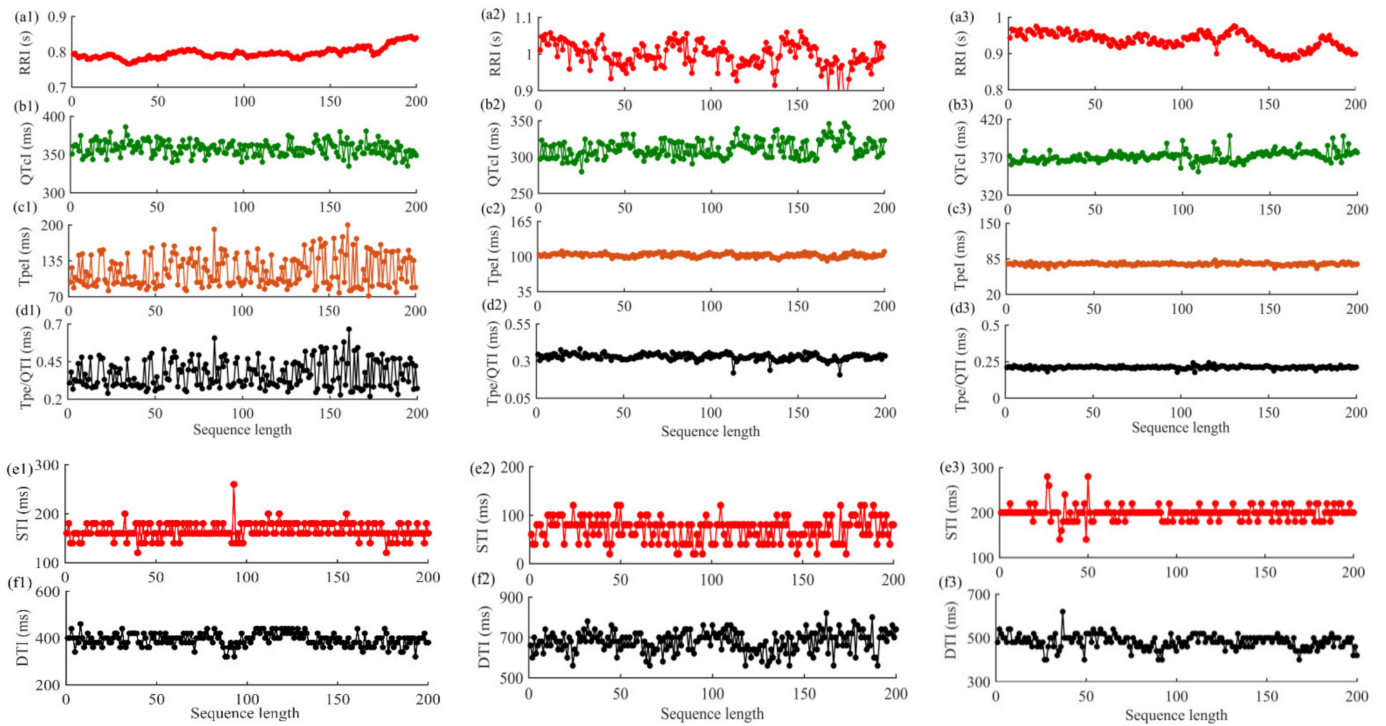 (a1)
RRI (s)
0.9
0.8
0.7
0 50 100 150 200
(b1)
QTcI (ms)
400
350
300
0 50 100 150 200
(c1)
TpeI (ms)
200
135
70
0 50 100 150 200
(d1)
Tpe/QTI (ms)
0.7
0.45
0.2
0 50 100 150 200
Sequence length
(a2)
RRI (s)
1.1
1
0.9
0 50 100 150 200
(b2)
QTcI (ms)
350
300
250
0 50 100 150 200
(c2)
TpeI (ms)
165
100
35
0 50 100 150 200
(d2)
Tpe/QTI (ms)
0.55
0.3
0.05
0 50 100 150 200
Sequence length
(a3)
RRI (s)
1
0.9
0.8
0 50 100 150 200
(b3)
QTcI (ms)
420
370
320
0 50 100 150 200
(c3)
TpeI (ms)
150
85
20
0 50 100 150 200
(d3)
Tpe/QTI (ms)
0.5
0.25
0
0 50 100 150 200
Sequence length
(e1)
STI (ms)
300
200
100
0 50 100 150 200
(f1)
DTI (ms)
600
400
200
0 50 100 150 200
Sequence length
(e2)
STI (ms)
200
100
0
0 50 100 150 200
(f2)
DTI (ms)
900
700
500
0 50 100 150 200
Sequence length
(e3)
STI (ms)
300
200
100
0 50 100 150 200
(f3)
DTI (ms)
700
500
300
0 50 100 150 200
Sequence length